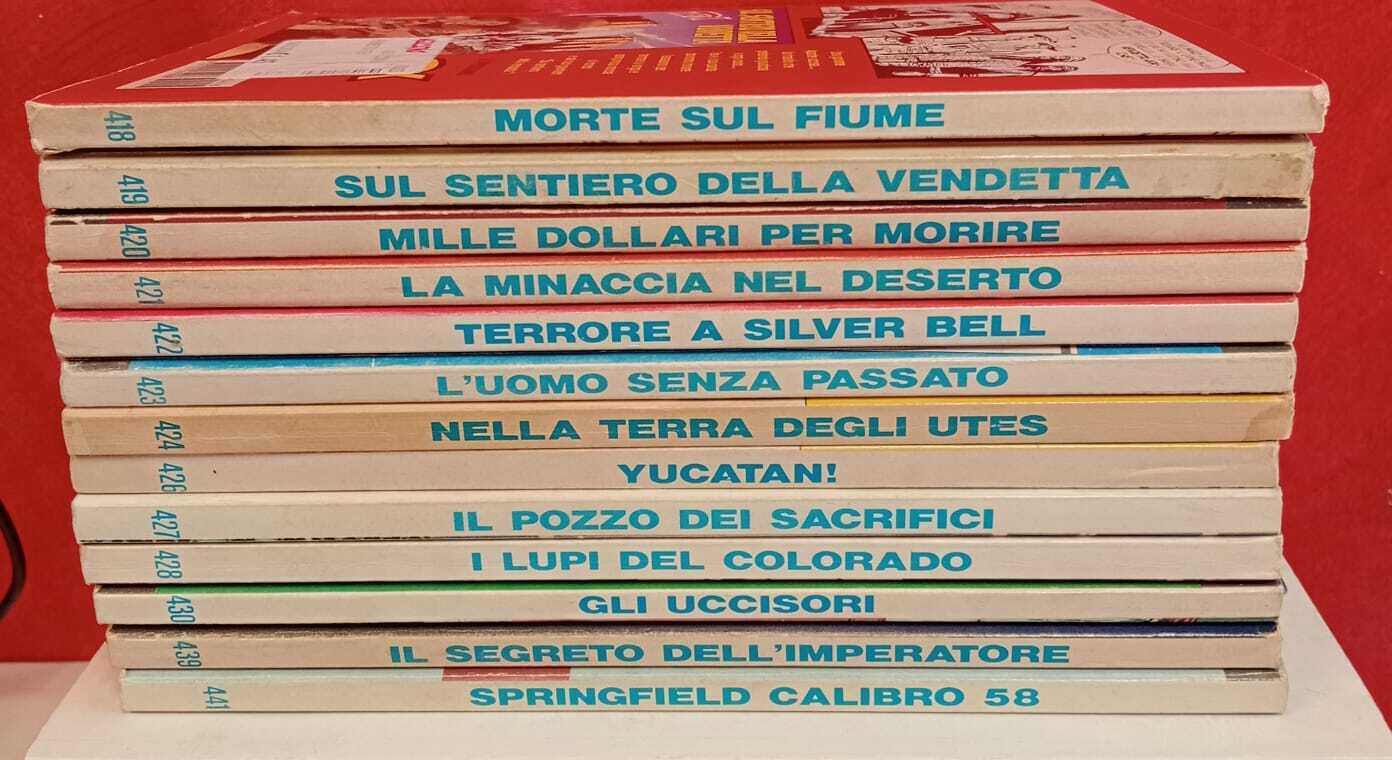 418 MORTE SUL FIUME
419 SUL SENTIERO DELLA VENDETTA
420 MILLE DOLLARI PER MORIRE
421 LA MINACCIA NEL DESERTO
422 TERRORE A SILVER BELL
423 L'UOMO SENZA PASSATO
424 NELLA TERRA DEGLI UTES
426 YUCATAN!
427 IL POZZO DEI SACRIFICI
428 I LUPI DEL COLORADO
430 GLI UCCISORI
439 IL SEGRETO DELL'IMPERATORE
441 SPRINGFIELD CALIBRO 58